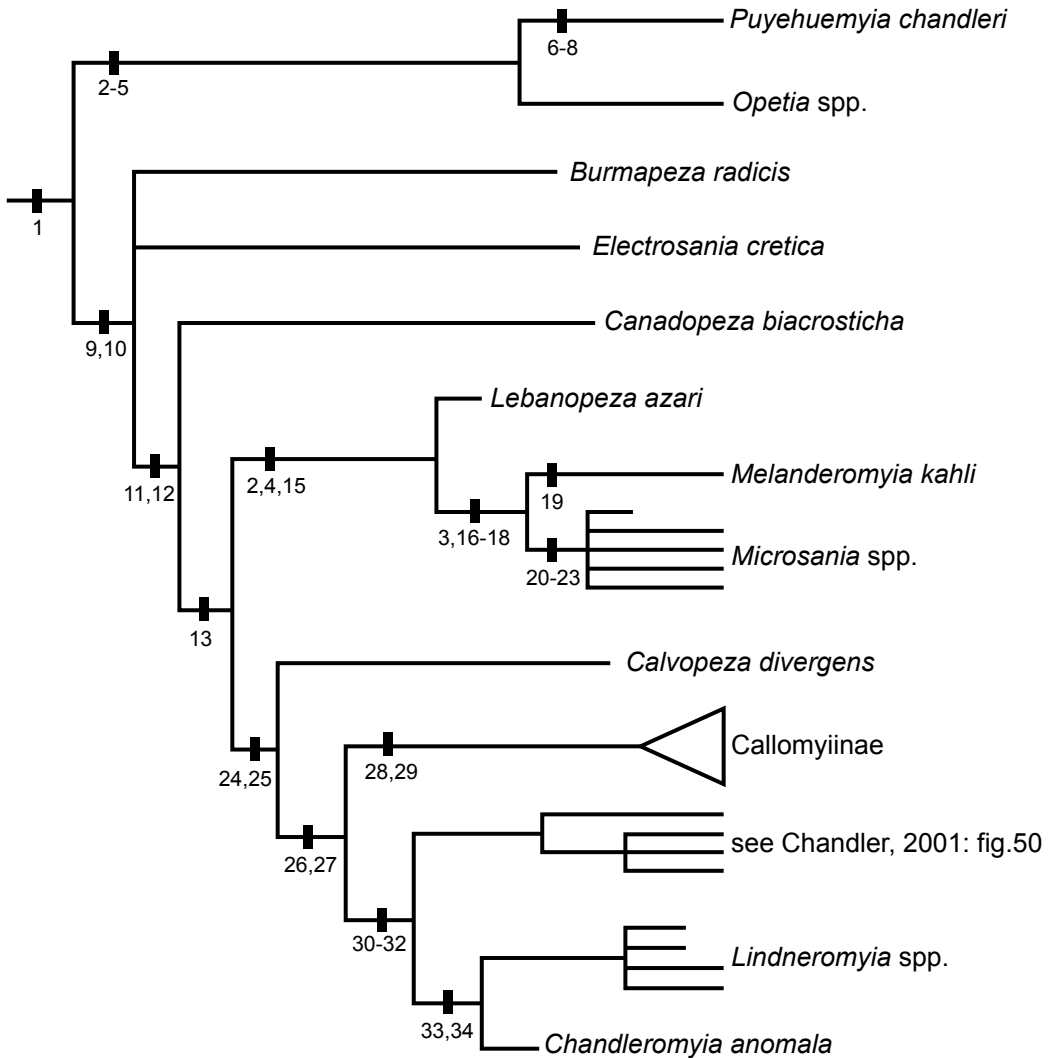 Puyehuemyia chandleri
6-8
2-5
Opetia spp.
Burmapeza radicis
1
Electrosania cretica
Canadopeza biacrosticha
9,10
Lebanopeza azari
11,12
2,4,15
Melanderomyia kahli
19
3,16-18
Microsania spp.
20-23
13
Calvopeza divergens
Callomyiinae
24,25
28,29
see Chandler, 2001: fig.50
26,27
30-32
Lindneromyia spp.
33,34
Chandleromyia anomala